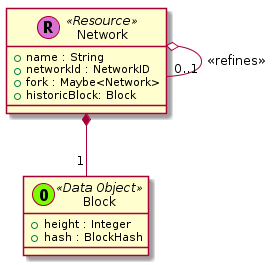 R «Resource»
Network
name : String
networkId : NetworkID
fork : Maybe<Network>
historicBlock: Block
0..1
«refines»
1
O «Data Object»
Block
height : Integer
hash : BlockHash